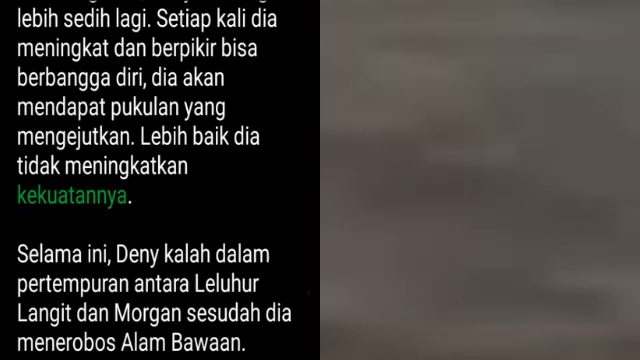 lebih sedih lagi. Setiap kali dia
meningkat dan berpikir bisa
berbangga diri, dia akan
mendapat pukulan yang
mengejutkan. Lebih baik dia
tidak meningkatkan
kekuatannya.
Selama ini, Deny kalah dalam
pertempuran antara Leluhur
Langit dan Morgan sesudah dia
menerobos Alam Bawaan.